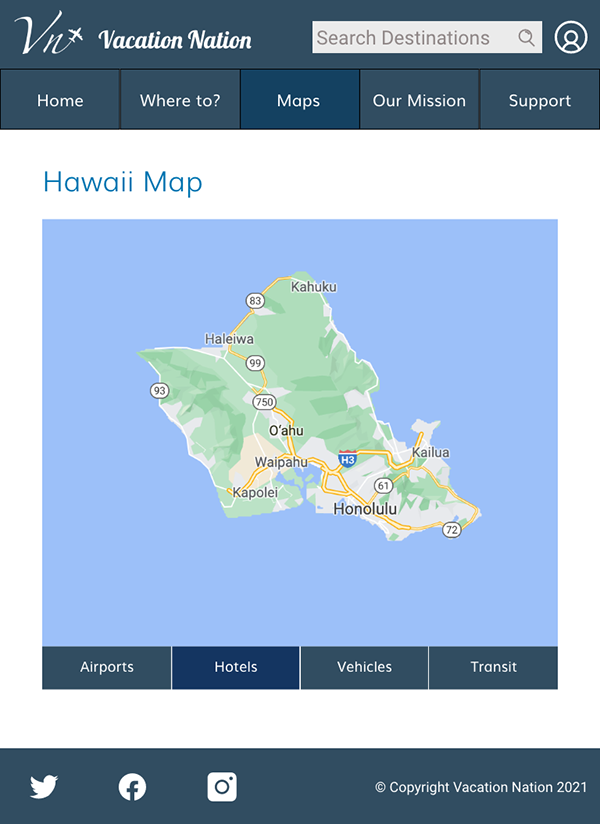 Vn Vacation Nation
Search Destinations
Home Where to? Maps Our Mission Support
Hawaii Map
Kahuku
83
Haleiwa
99
93
750
Oʻahu
Kailua
Waipahu H3
61
Kapolei
Honolulu
72
Airports Hotels Vehicles Transit
© Copyright Vacation Nation 2021